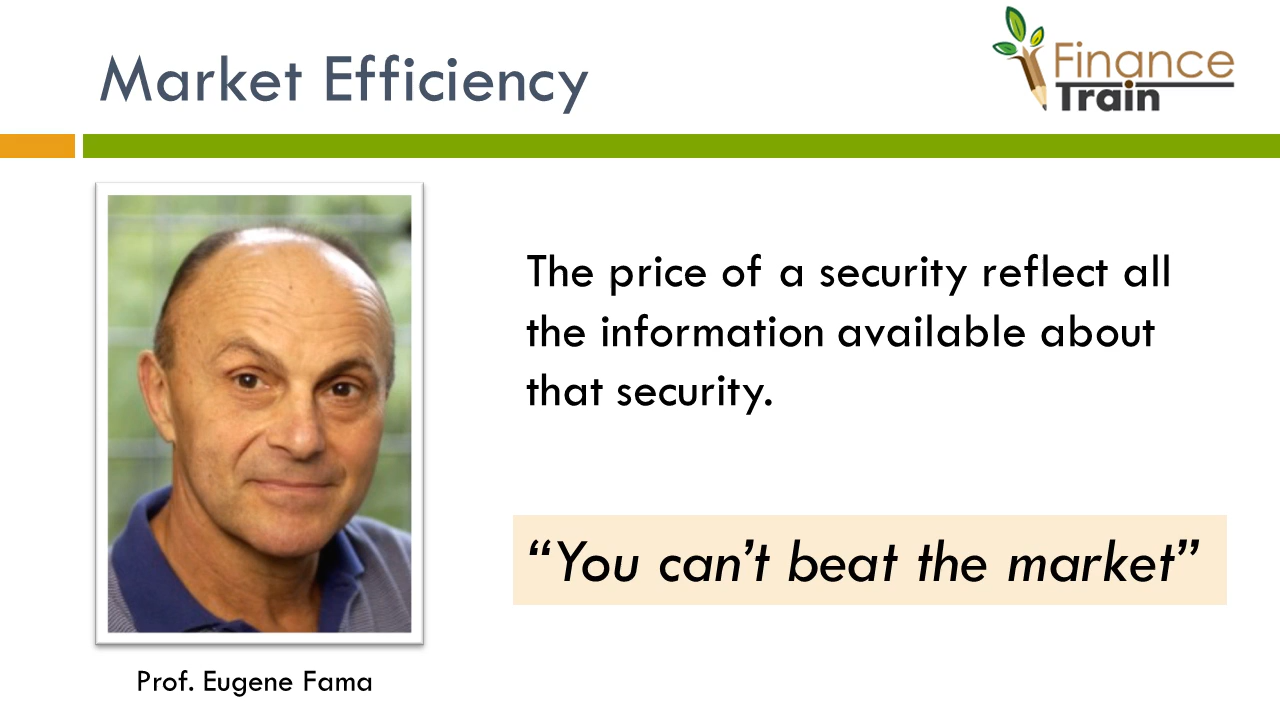 Market Efficiency
Finance
Train
The price of a security reflect all
the information available about
that security.
“You can’t beat the market”
Prof. Eugene Fama